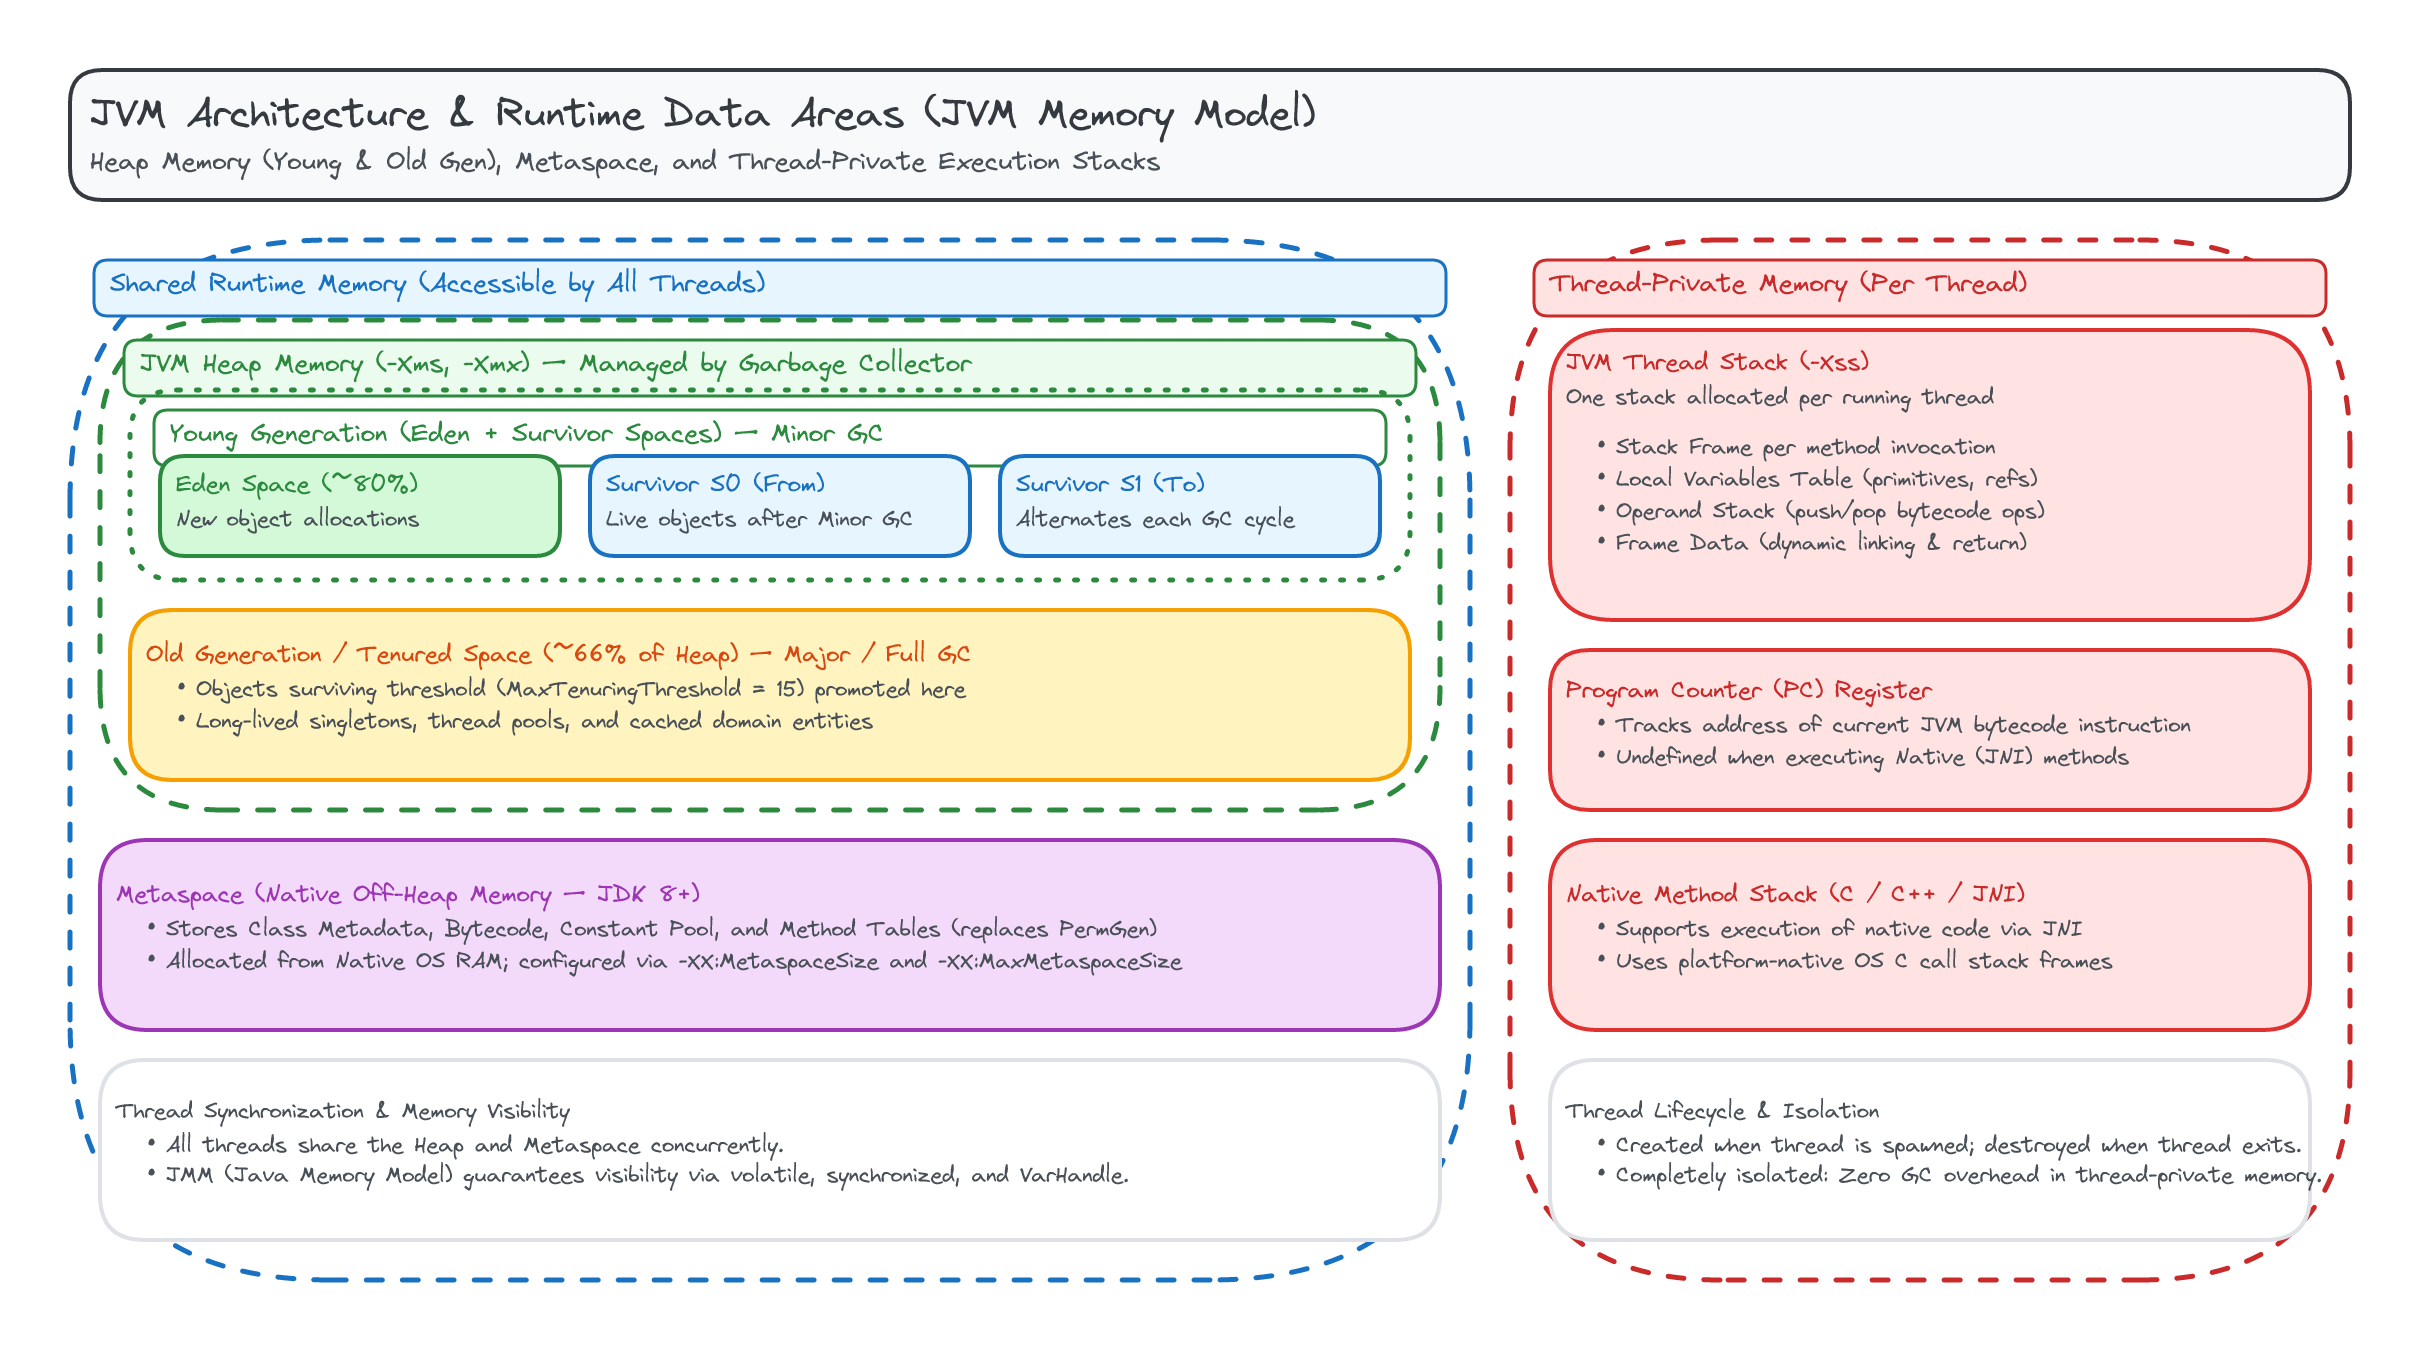 JVM Architecture & Runtime Data Areas (JVM Memory Model)
Heap Memory (Young & Old Gen), Metaspace, and Thread-Private Execution Stacks
Shared Runtime Memory (Accessible by All Threads)
JVM Heap Memory (-Xms, -Xmx) — Managed by Garbage Collector
Young Generation (Eden + Survivor Spaces) — Minor GC
Eden Space (~80%)
New object allocations
Survivor S0 (From)
Live objects after Minor GC
Survivor S1 (To)
Alternates each GC cycle
Old Generation / Tenured Space (~66% of Heap) — Major / Full GC
• Objects surviving threshold (MaxTenuringThreshold = 15) promoted here
• Long-lived singletons, thread pools, and cached domain entities
Metaspace (Native Off-Heap Memory — JDK 8+)
• Stores Class Metadata, Bytecode, Constant Pool, and Method Tables (replaces PermGen)
• Allocated from Native OS RAM; configured via -XX:MetaspaceSize and -XX:MaxMetaspaceSize
Thread Synchronization & Memory Visibility
• All threads share the Heap and Metaspace concurrently.
• JMM (Java Memory Model) guarantees visibility via volatile, synchronized, and VarHandle.
Thread-Private Memory (Per Thread)
JVM Thread Stack (-Xss)
One stack allocated per running thread
• Stack Frame per method invocation
• Local Variables Table (primitives, refs)
• Operand Stack (push/pop bytecode ops)
• Frame Data (dynamic linking & return)
Program Counter (PC) Register
• Tracks address of current JVM bytecode instruction
• Undefined when executing Native (JNI) methods
Native Method Stack (C / C++ / JNI)
• Supports execution of native code via JNI
• Uses platform-native OS C call stack frames
Thread Lifecycle & Isolation
• Created when thread is spawned; destroyed when thread exits.
• Completely isolated: Zero GC overhead in thread-private memory.